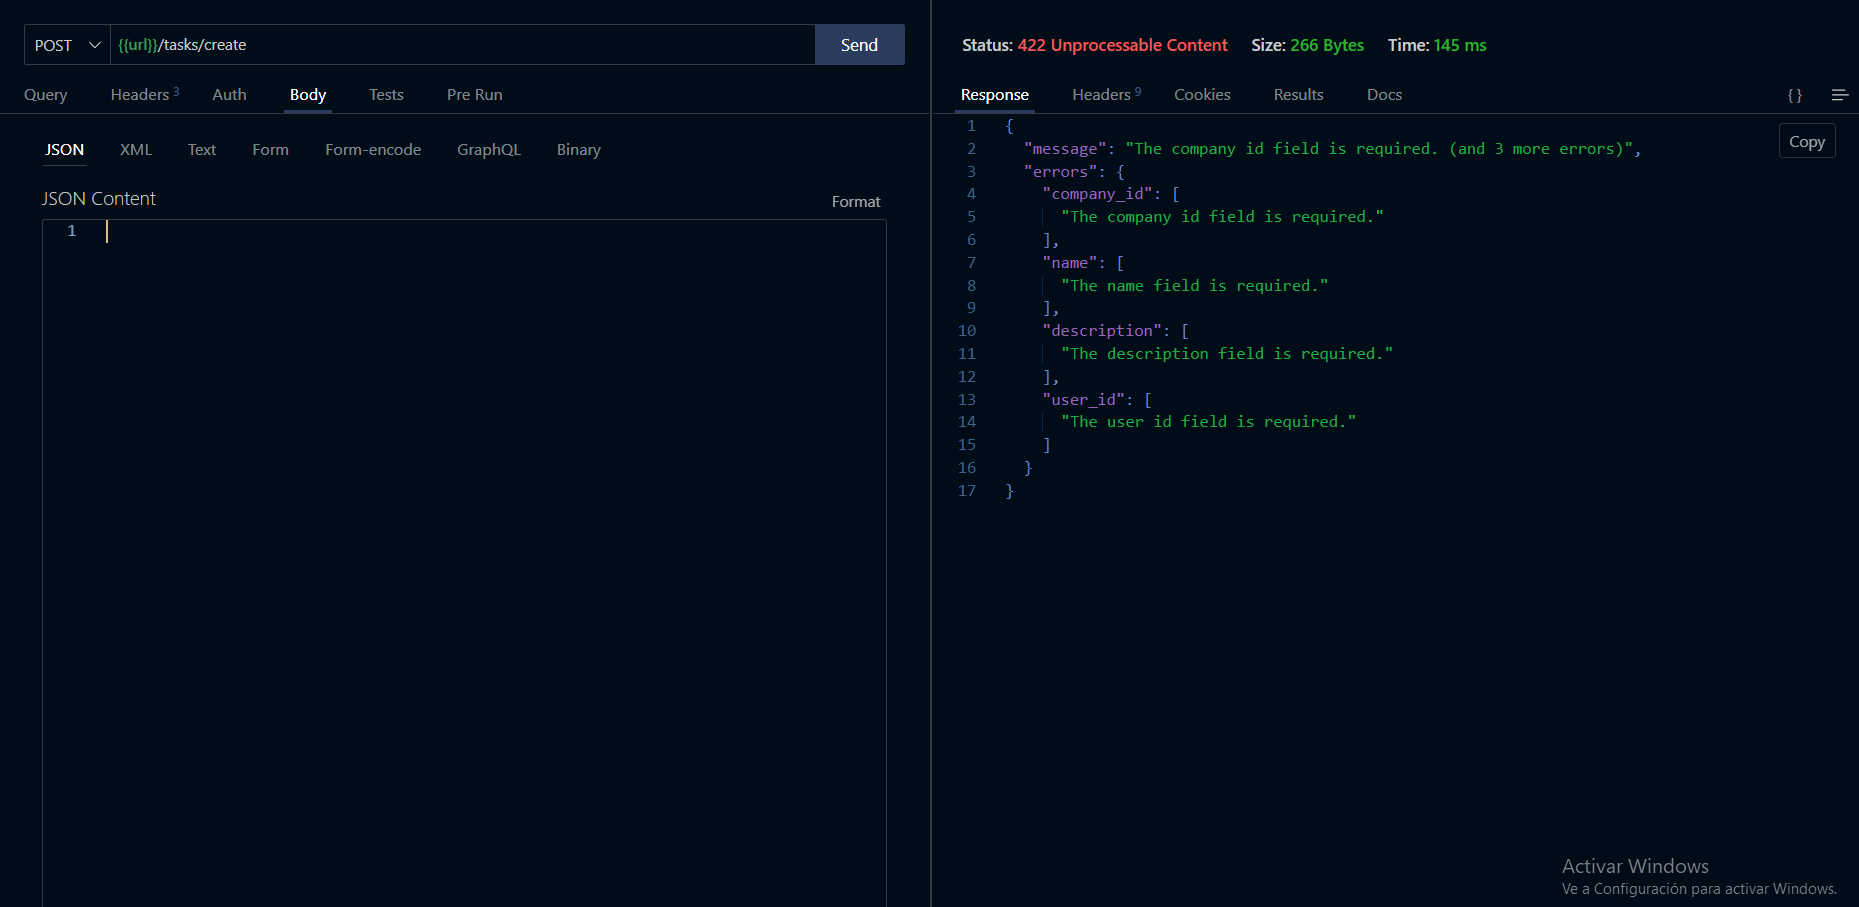 POST {{url}}/tasks/create Send
Query Headers 3 Auth Body Tests Pre Run
JSON XML Text Form Form-encode GraphQL Binary
JSON Content Format
1
Status: 422 Unprocessable Content Size: 266 Bytes Time: 145 ms
Response Headers 9 Cookies Results Docs { }
Copy
1 {
2 "message": "The company id field is required. (and 3 more errors)",
3 "errors": {
4 "company_id": [
5 "The company id field is required."
6 ],
7 "name": [
8 "The name field is required."
9 ],
10 "description": [
11 "The description field is required."
12 ],
13 "user_id": [
14 "The user id field is required."
15 ]
16 }
17 }
Activar Windows
Ve a Configuración para activar Windows.